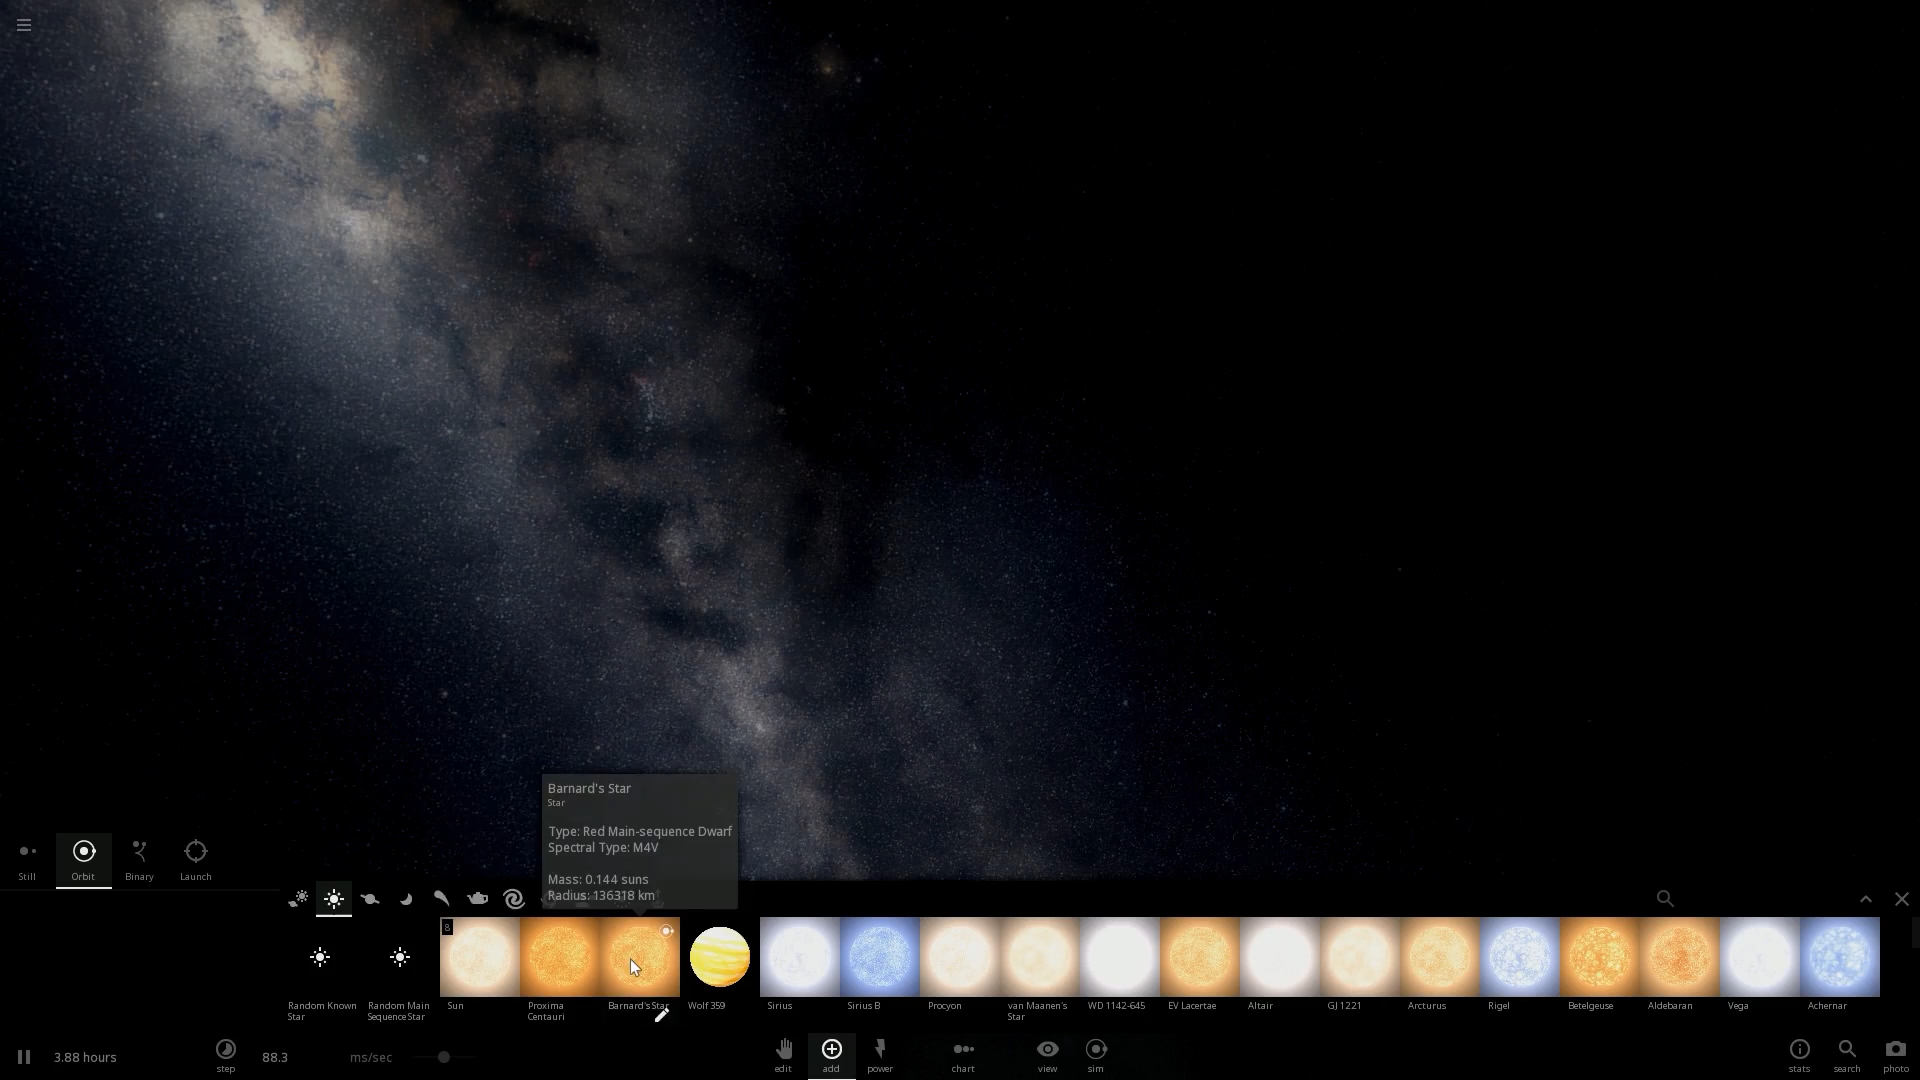 Barnard's Star
Star
Type: Red Main-sequence Dwarf
Spectral Type: M4V
Mass: 0.144 suns
Radius: 136318 km
Still
Orbit
Binary
Launch
8
Random Known
Star
Random Main
Sequence Star
Sun
Proxima
Centauri
Barnard's Star
Wolf 359
Sirius
Sirius B
Procyon
van Maanen's
Star
WD 1142-645
EV Lacertae
Altair
GJ 1221
Arcturus
Rigel
Betelgeuse
Aldebaran
Vega
Achernar
3.88 hours
step
88.3
ms/sec
edit
add
power
chart
view
sim
stats
search
photo